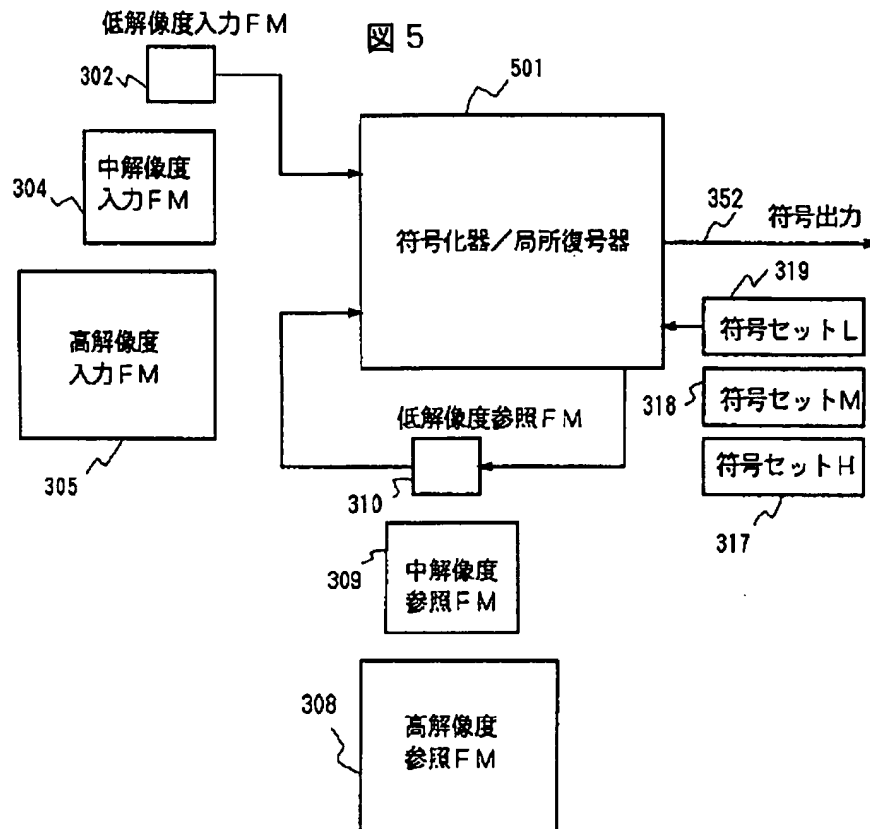 低解像度入力FM
図5
302
501
中解像度
入力FM
304
符号化器/局所復号器
352
符号出力
319
符号セットL
高解像度
入力FM
305
318
符号セットM
低解像度参照FM
310
符号セットH
317
309
中解像度
参照FM
308
高解像度
参照FM